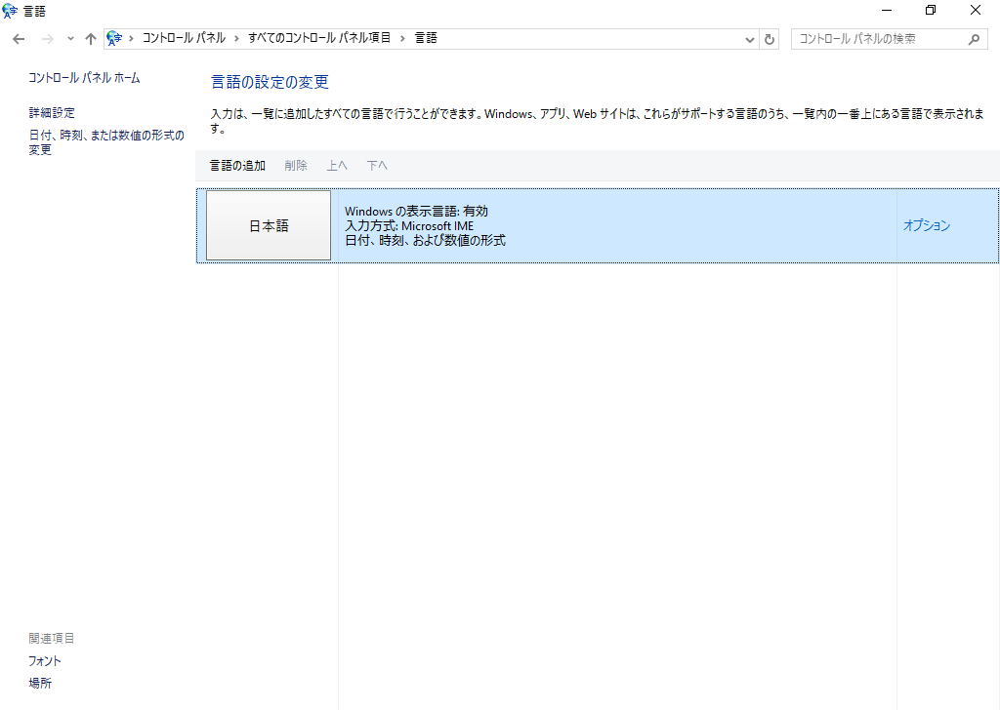 言語
コントロール パネル › すべてのコントロール パネル項目 › 言語
コントロール パネルの検索
コントロール パネル ホーム
詳細設定
日付、時刻、または数値の形式の
変更
言語の設定の変更
入力は、一覧に追加したすべての言語で行うことができます。Windows、アプリ、Web サイトは、これらがサポートする言語のうち、一覧内の一番上にある言語で表示されま
す。
言語の追加 削除 上へ 下へ
日本語
Windows の表示言語: 有効
入力方式: Microsoft IME
日付、時刻、および数値の形式
オプション
関連項目
フォント
場所